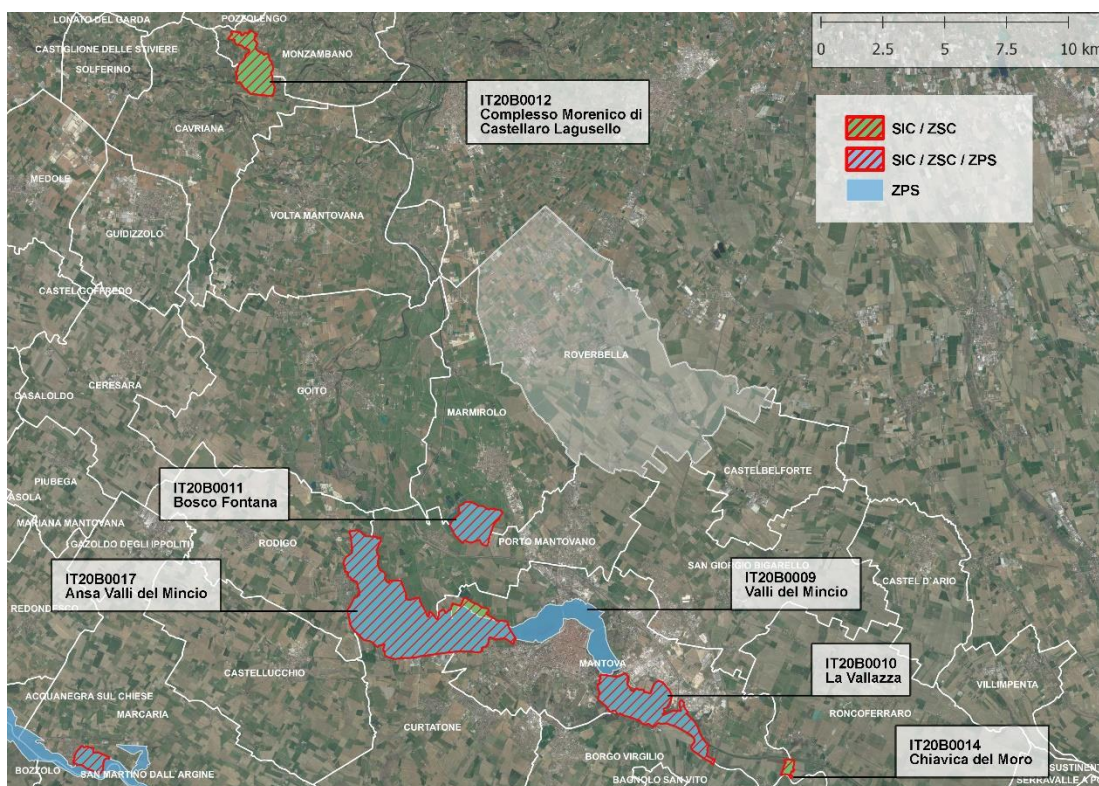 LONATO DEL GARDA
POZZOLENGO
CASTIGLIONE DELLE STIVIERE
MONZAMBANO
SOLFERINO
0 2.5 5 7.5 10 km
IT20B0012
Complesso Morenico di
Castellaro Lagusello
SIC / ZSC
SIC / ZSC / ZPS
ZPS
CAVRIANA
MEDOLE
VOLTA MANTOVANA
GUIDIZZOLO
CASTEL GOFFREDO
ROVERBELLA
CERESARA
GOITO
CASALOLDO
MARMIROLO
CASTELBELFORTE
PIUBEGA
IT20B0011
Bosco Fontana
ASOLA
MARIANA MANTOVANA
GAZOLDO DEGLI IPPOLITI
RODIGO
PORTO MANTOVANO
SAN GIORGIO BIGARELLO
IT20B0017
Ansa Valli del Mincio
IT20B0009
Valli del Mincio
CASTEL D'ARIO
REDONDESCO
MANTOVA
IT20B0010
La Vallazza
CASTELLUCCHIO
VILLIMPENTA
ACQUANEGRA SUL CHIESE
MARCARIA
CURTATONE
RONCOFERRARO
IT20B0014
Chiavica del Moro
BORGO VIRGILIO
BOZZOLO
SAN MARTINO DALL'ARGINE
BAGNOLO SAN VITO
SUSTINENT
SERRAVALLE A PO